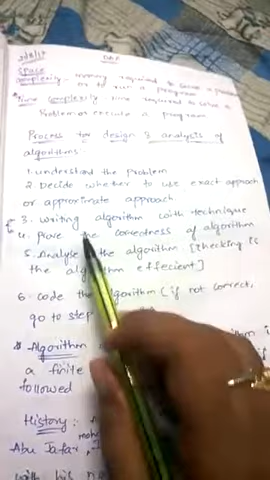 DAA
Space
complexity - memory required to solve a problem
or to run a program
* Time complexity - time required to solve a
Problem or execute a program
Process for design & analysis of
algorithms:
1. understand the problem
2 Decide whether to use exact approach
or approximate approach
3. Writing algorithm with technique
4. Prove the correctness of algorithm
5. Analyse the algorithm [checking is
the algorithm effecient]
6. Code the algorithm (if not correct,
go to step
* Algorithm
a finite
followed
History:
Abu Jafar,
with his